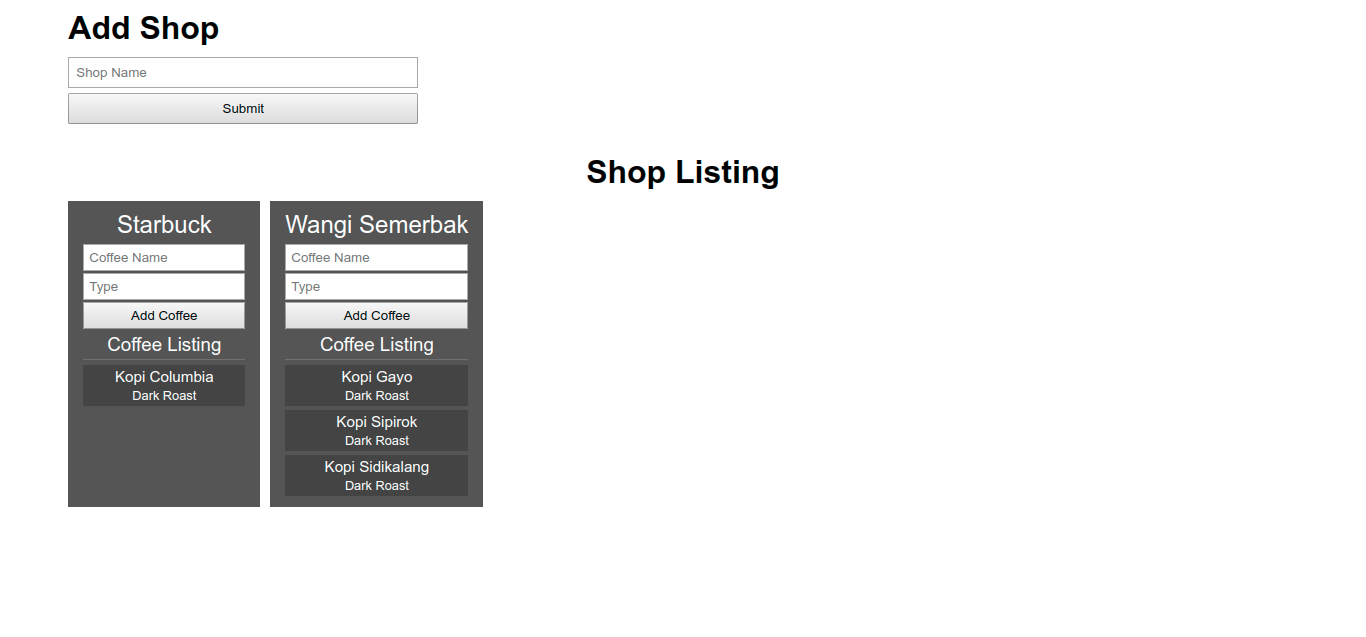 Add Shop
Shop Name
Submit
Shop Listing
Starbuck
Coffee Name
Type
Add Coffee
Coffee Listing
Kopi Columbia
Dark Roast
Wangi Semerbak
Coffee Name
Type
Add Coffee
Coffee Listing
Kopi Gayo
Dark Roast
Kopi Sipirok
Dark Roast
Kopi Sidikalang
Dark Roast